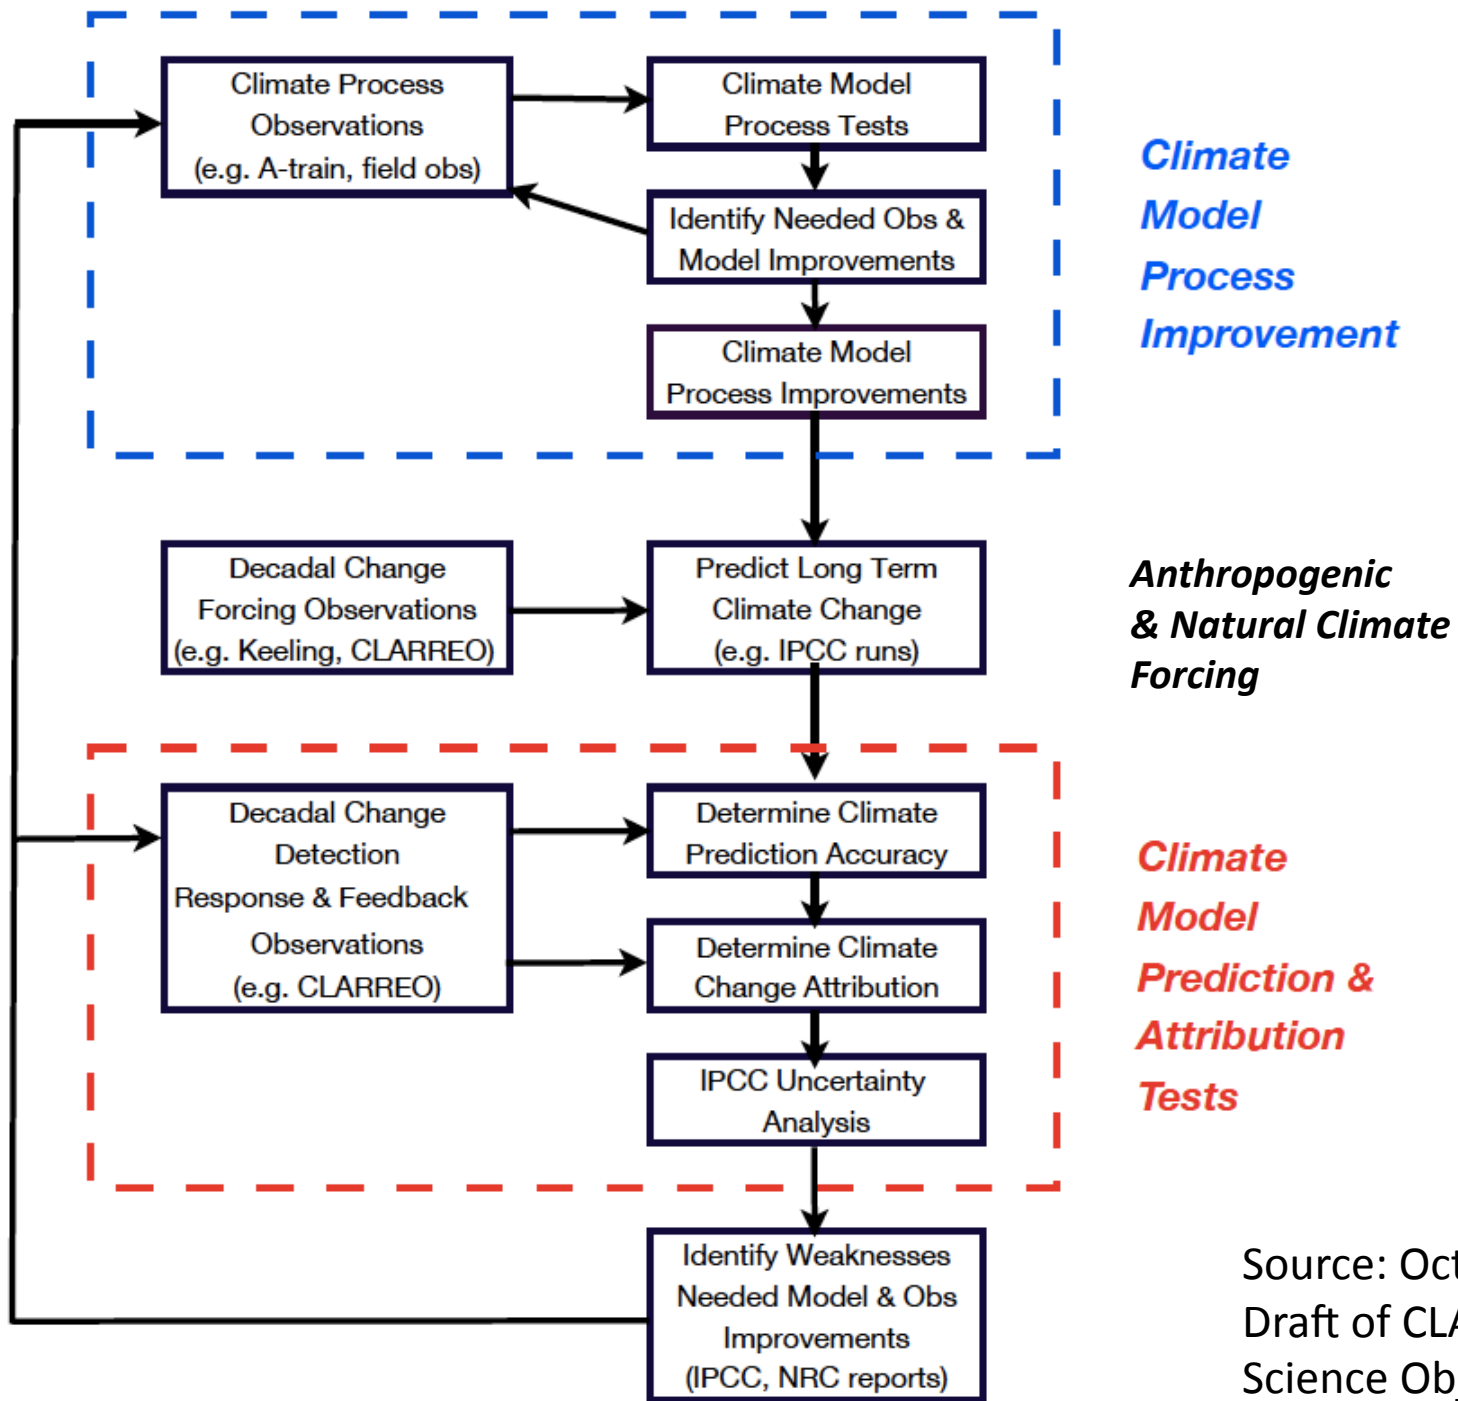 Climate Process
Observations
(e.g. A-train, field obs)
Climate Model
Process Tests
Identify Needed Obs &
Model Improvements
Climate Model
Process Improvements
Climate
Model
Process
Improvement
Decadal Change
Forcing Observations
(e.g. Keeling, CLARREO)
Predict Long Term
Climate Change
(e.g. IPCC runs)
Anthropogenic
& Natural Climate
Forcing
Decadal Change
Detection
Response & Feedback
Observations
(e.g. CLARREO)
Determine Climate
Prediction Accuracy
Determine Climate
Change Attribution
IPCC Uncertainty
Analysis
Climate
Model
Prediction &
Attribution
Tests
Identify Weaknesses
Needed Model & Obs
Improvements
(IPCC, NRC reports)
Source:
Draft of
Science